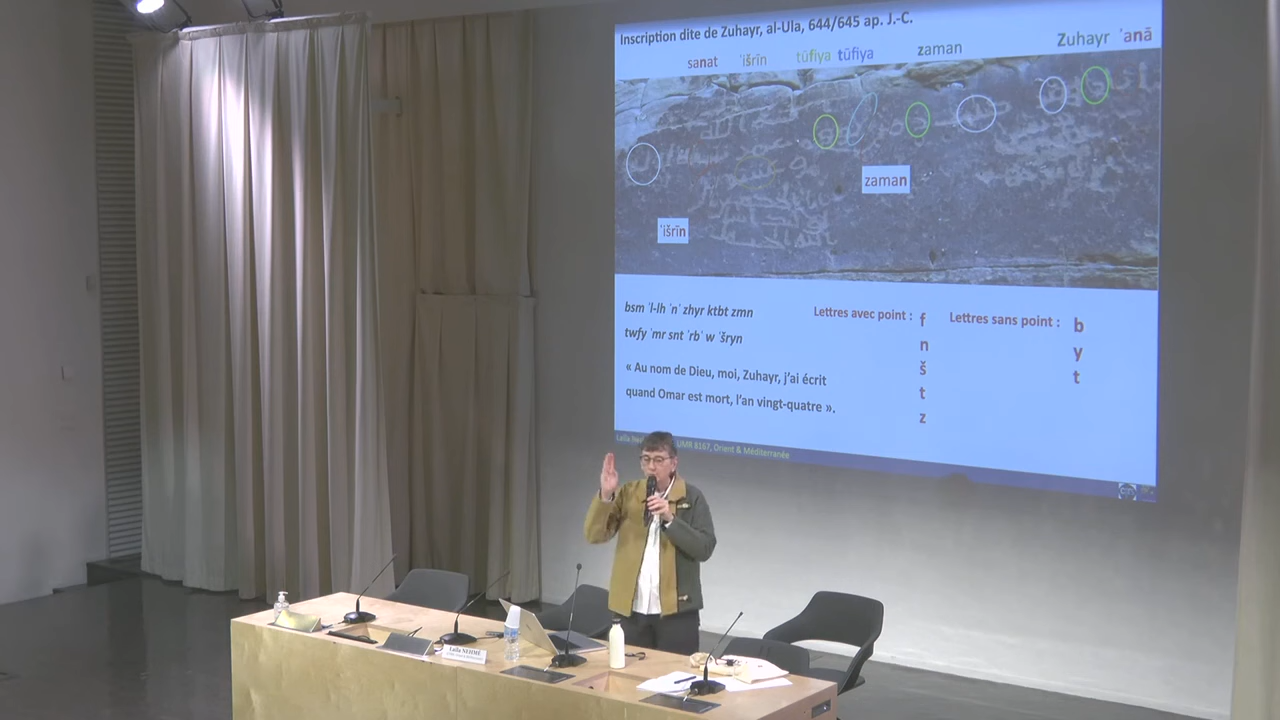 Inscription dite de Zuhayr, al-Ula, 644/645 ap. J.-C.
sanat ʿišrīn tūfiya tūfiya zaman Zuhayr ʾanā
zaman
ʿišrīn
bsm ʾl-lh ʾnʾ zhyr ktbt zmn
twfy ʿmr snt ʾrbʿ w ʿšryn
« Au nom de Dieu, moi, Zuhayr, j'ai écrit
quand Omar est mort, l'an vingt-quatre ».
Lettres avec point :
f
n
š
t
z
Lettres sans point :
b
y
t
Laïla UMR 8167, Orient & Méditerranée
Laïla NEHMÉ